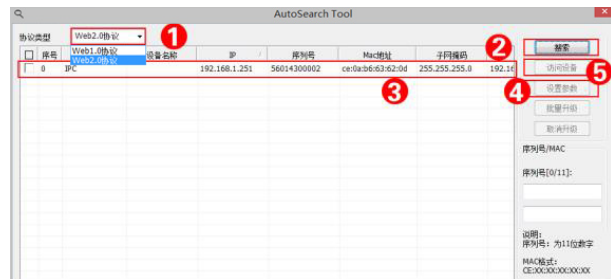 AutoSearch Tool
协议类型 Web2.0协议
Web1.0协议
Web2.0协议
1
序号 设备名称 IP / 序列号 Mac地址 子网掩码
0 IPC 192.168.1.251 56014300002 ce:0a:b6:63:62:0d 255.255.255.0 192.16
2
搜索
3
访问设备
5
4
设置参数
批量升级
取消升级
序列号/MAC
序列号[0/11]:
说明:
序列号: 为11位数字
MAC格式:
CE:XX:XX:XX:XX:XX